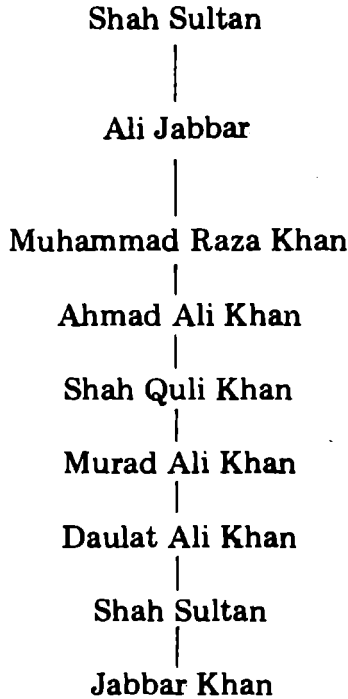 Shah Sultan
Ali Jabbar
Muhammad Raza Khan
Ahmad Ali Khan
Shah Quli Khan
Murad Ali Khan
Daulat Ali Khan
Shah Sultan
Jabbar Khan